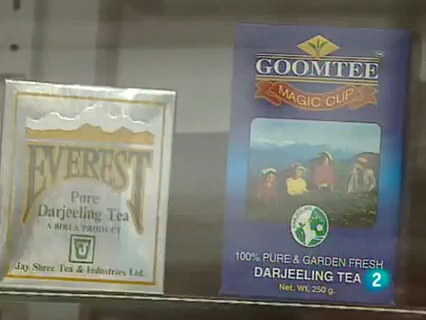 EVEREST
Pure
Darjeeling Tea
A BIRLA PRODUCT
Jay Shree Tea & Industries Ltd.
GOOMTEE
MAGIC CUP
100% PURE & GARDEN FRESH
DARJEELING TEA
Net. Wt. 250 g.
2